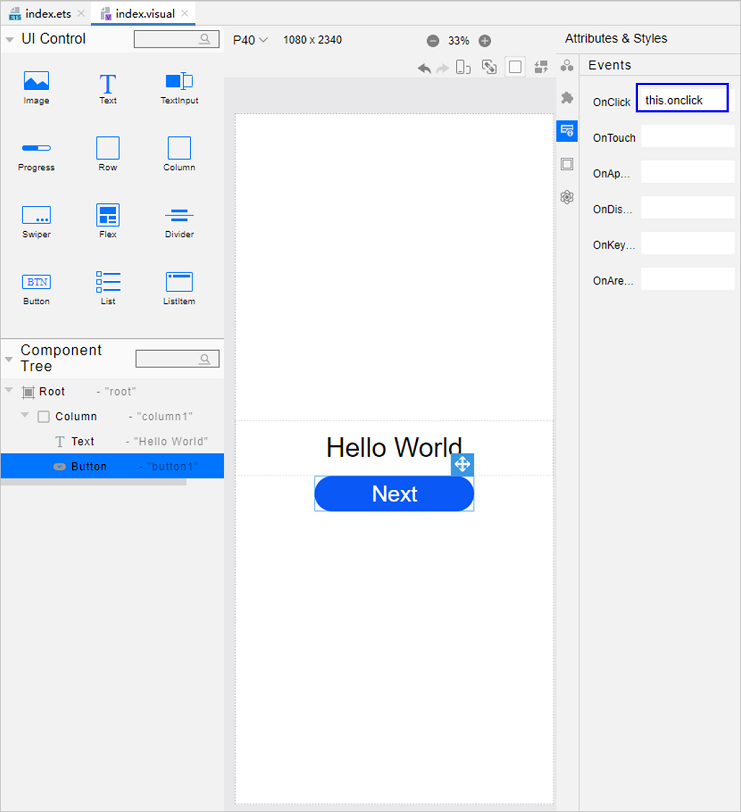 index.ets
index.visual
UI Control
P40
1080 x 2340
33%
Attributes & Styles
Events
Image
Text
TextInput
OnClick
this.onclick
OnTouch
Progress
Row
Column
OnAp...
OnDis...
Swiper
Flex
Divider
OnKey...
OnAre...
BTN
Button
List
ListItem
Component
Tree
Root - "root"
Column - "column1"
Text - "Hello World"
Button - "button1"
Hello World
Next